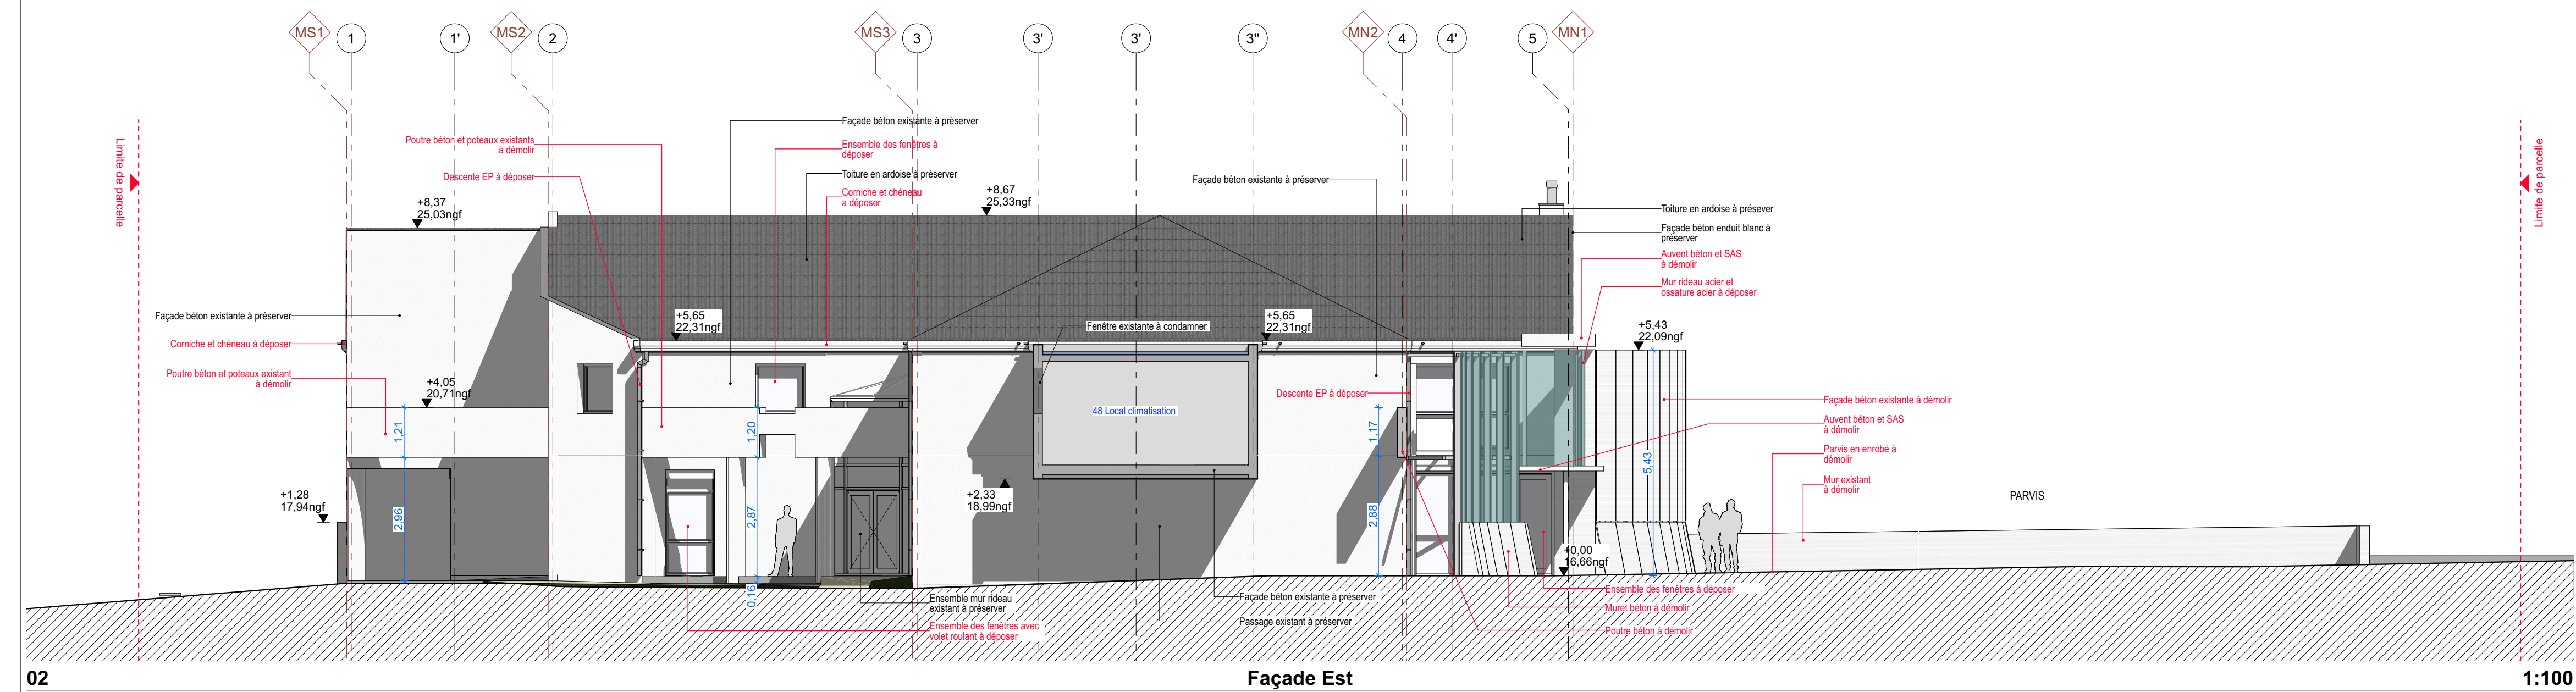 MS1
1
1'
MS2
2
MS3
3
3'
3'
3''
MN2
4
4'
5
MN1
Limite de parcelle
Limite de parcelle
Façade béton existante à préserver
Poutre béton et poteaux existants
à démolir
Ensemble des fenêtres à
déposer
Descente EP à déposer
Toiture en ardoise à préserver
Corniche et chéneau
a déposer
Façade béton existante à préserver
+8,37
25,03ngf
+8,67
25,33ngf
Toiture en ardoise à présever
Façade béton enduit blanc à
préserver
Auvent béton et SAS
à démolir
Mur rideau acier et
ossature acier à déposer
Façade béton existante à préserver
Corniche et chéneau à déposer
Poutre béton et poteaux existant
à démolir
+5,65
22,31ngf
Fenêtre existante à condamner
+5,65
22,31ngf
+5,43
22,09ngf
+4,05
20,71ngf
Descente EP à déposer
Façade béton existante à démolir
48 Local climatisation
Auvent béton et SAS
à démolir
1,21
1,20
1,17
5,43
Parvis en enrobé à
démolir
Mur existant
à démolir
PARVIS
+1,28
17,94ngf
+2,33
18,99ngf
2,96
2,87
2,88
0,16
+0,00
16,66ngf
Ensemble mur rideau
existant à préserver
Ensemble des fenêtres avec
volet roulant à déposer
Façade béton existante à préserver
Passage existant à préserver
Ensemble des fenêtres à déposer
Muret béton à démolir
Poutre béton à démolir
02
Façade Est
1:100